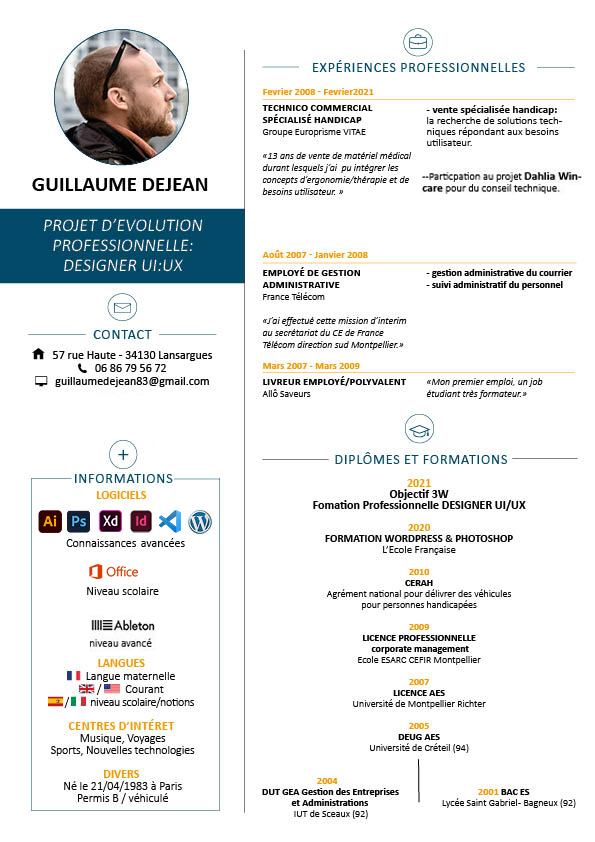 GUILLAUME DEJEAN
PROJET D'EVOLUTION
PROFESSIONNELLE:
DESIGNER UI:UX
CONTACT
57 rue Haute - 34130 Lansargues
06 86 79 56 72
guillaumedejean83@gmail.com
INFORMATIONS
LOGICIELS
Ai Ps Xd Id
Connaissances avancées
Office
Niveau scolaire
Ableton
niveau avancé
LANGUES
Langue maternelle
/ Courant
/ niveau scolaire/notions
CENTRES D'INTÉRET
Musique, Voyages
Sports, Nouvelles technologies
DIVERS
Né le 21/04/1983 à Paris
Permis B / véhiculé
EXPÉRIENCES PROFESSIONNELLES
Fevrier 2008 - Fevrier2021
TECHNICO COMMERCIAL
SPÉCIALISÉ HANDICAP
Groupe Europrisme VITAE
«13 ans de vente de matériel médical
durant lesquels j'ai pu intégrer les
concepts d'ergonomie/thérapie et de
besoins utilisateur. »
- vente spécialisée handicap:
la recherche de solutions tech-
niques répondant aux besoins
utilisateur.
--Particpation au projet Dahlia Win-
care pour du conseil technique.
Août 2007 - Janvier 2008
EMPLOYÉ DE GESTION
ADMINISTRATIVE
France Télécom
«J'ai effectué cette mission d'interim
au secrétariat du CE de France
Télécom direction sud Montpellier.»
- gestion administrative du courrier
- suivi administratif du personnel
Mars 2007 - Mars 2009
LIVREUR EMPLOYÉ/POLYVALENT
Allô Saveurs
«Mon premier emploi, un job
étudiant très formateur.»
DIPLÔMES ET FORMATIONS
2021
Objectif 3W
Fomation Professionnelle DESIGNER UI/UX
2020
FORMATION WORDPRESS & PHOTOSHOP
L'Ecole Française
2010
CERAH
Agrément national pour délivrer des véhicules
pour personnes handicapées
2009
LICENCE PROFESSIONNELLE
corporate management
Ecole ESARC CEFIR Montpellier
2007
LICENCE AES
Université de Montpellier Richter
2005
DEUG AES
Université de Créteil (94)
2004
DUT GEA Gestion des Entreprises
et Administrations
IUT de Sceaux (92)
2001 BAC ES
Lycée Saint Gabriel- Bagneux (92)